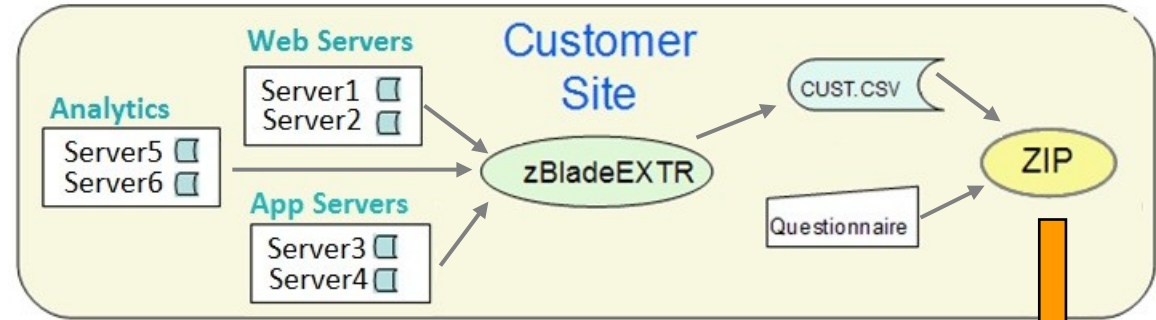 Customer
Site
Web Servers
Server1
Server2
Analytics
Server5
Server6
App Servers
Server3
Server4
zBladeEXTR
CUST.CSV
Questionnaire
ZIP